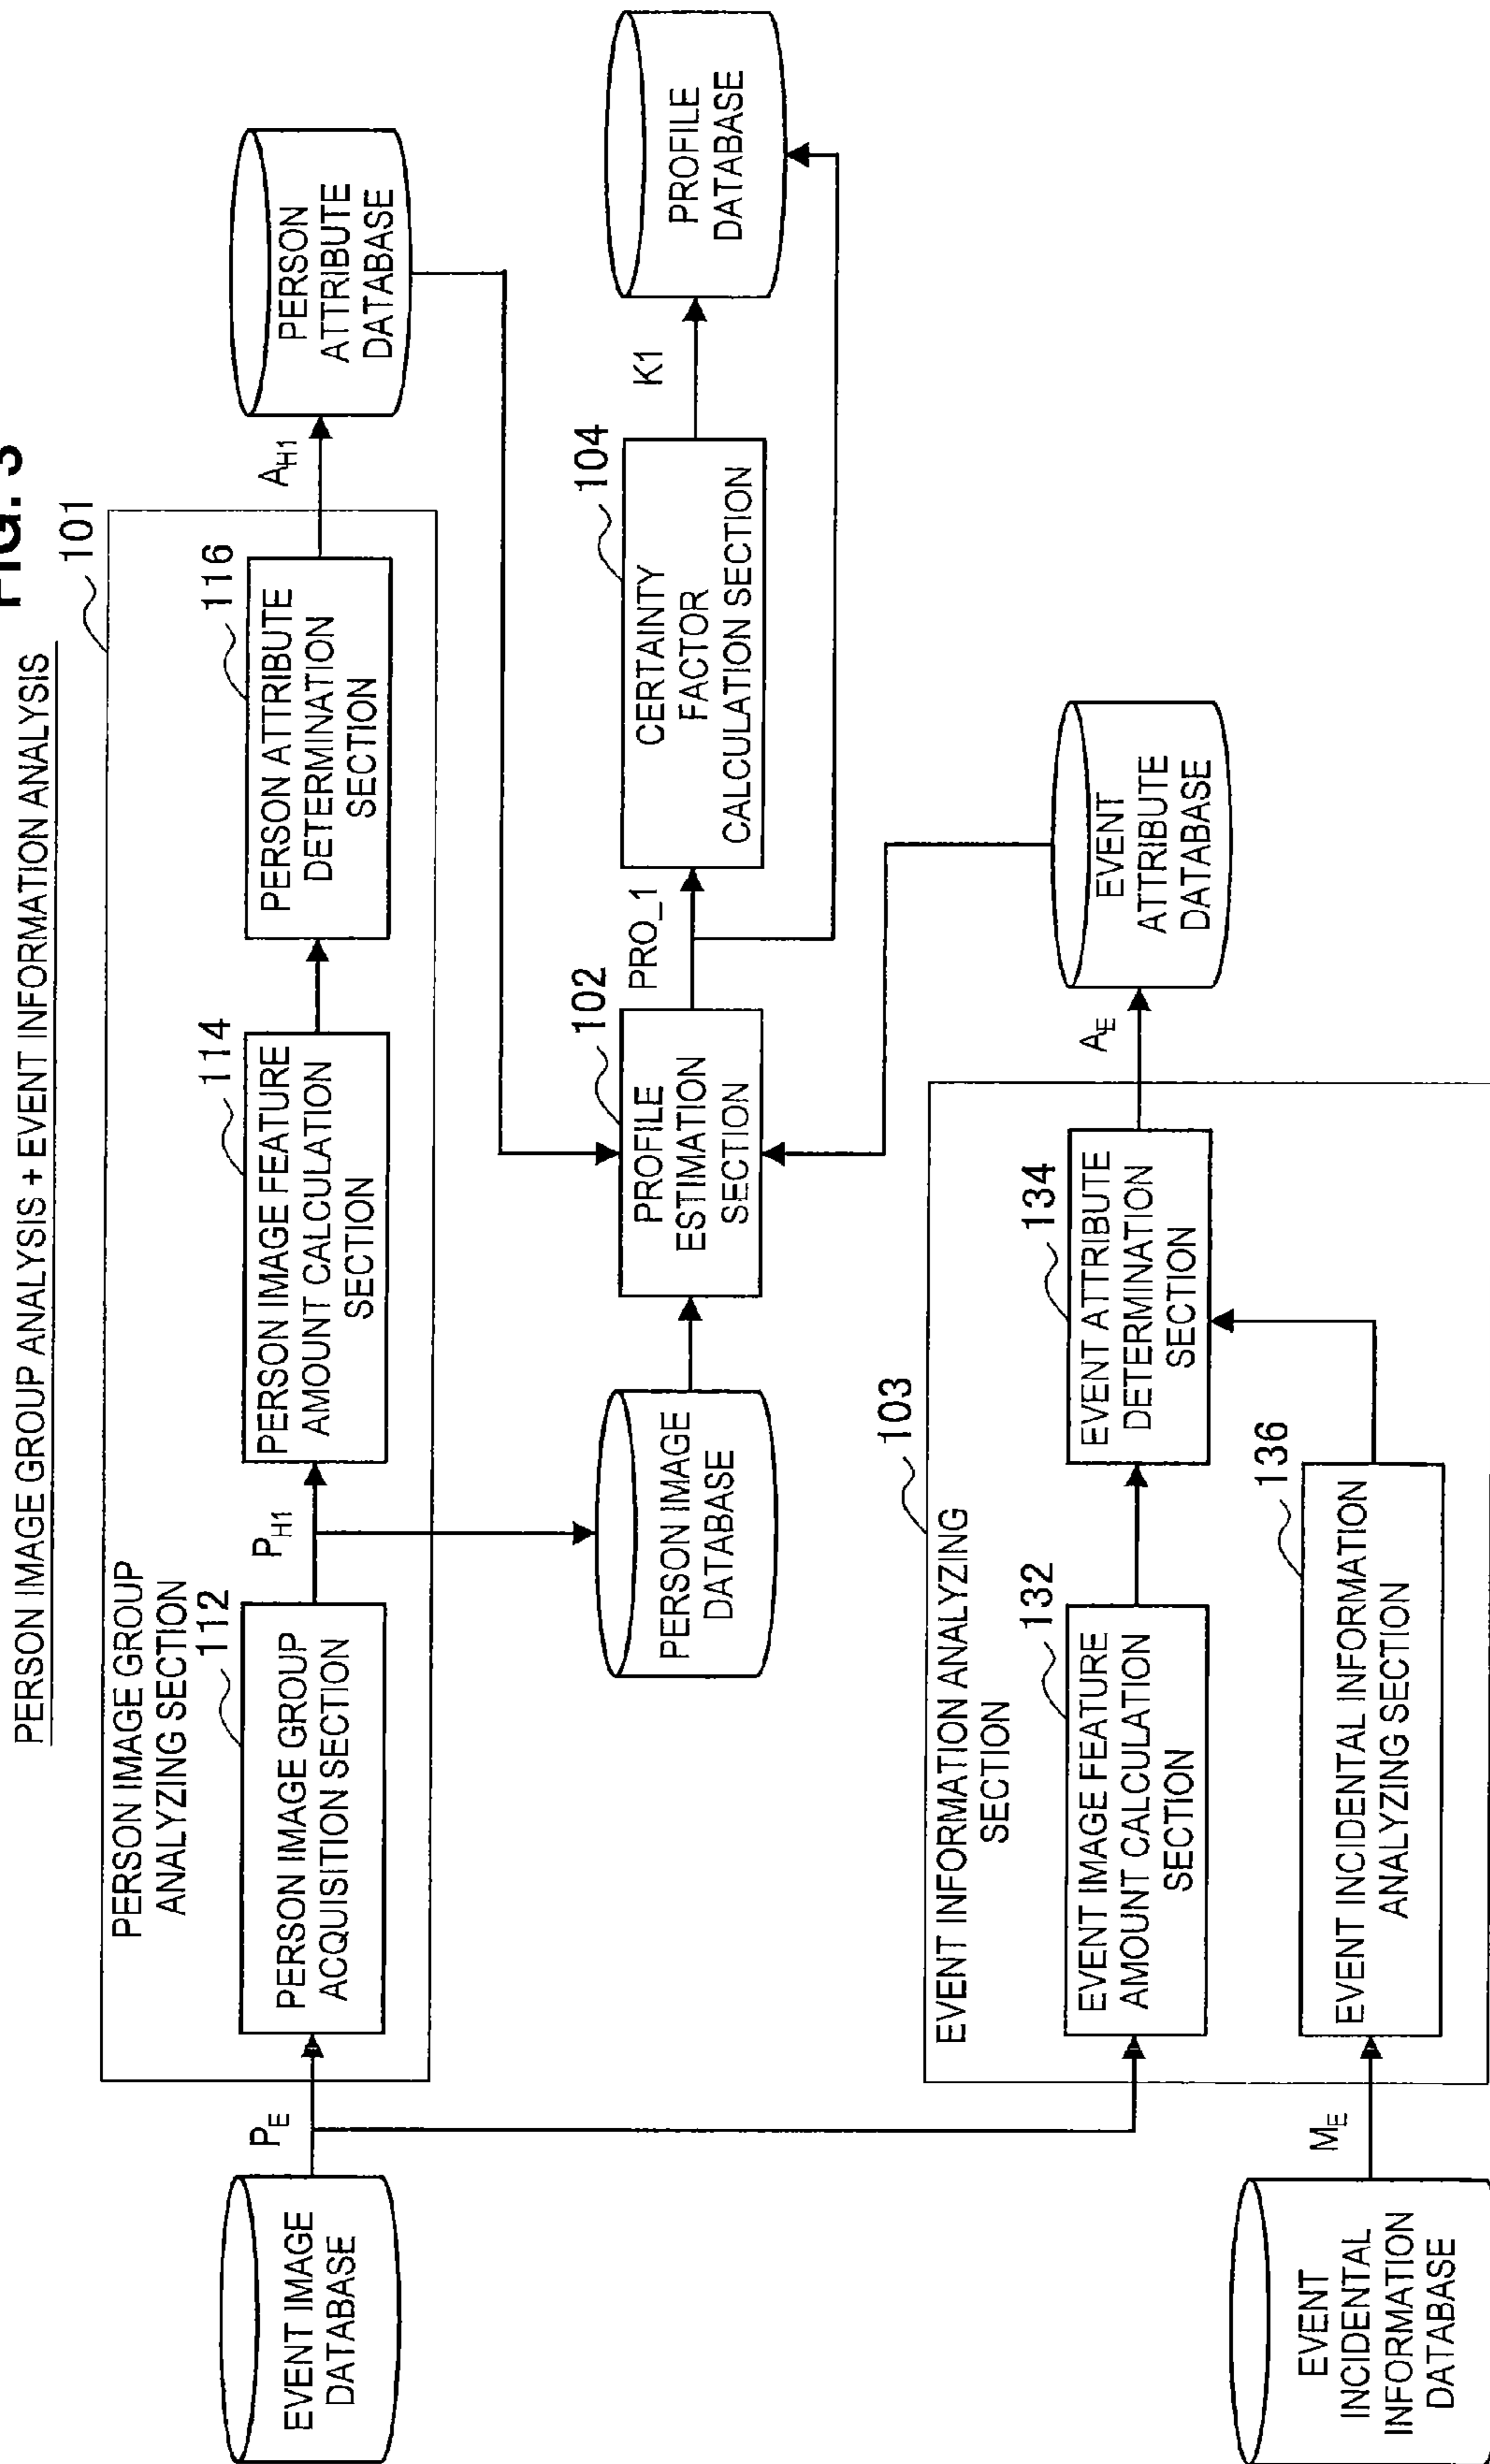 FIG. 3
PERSON IMAGE GROUP ANALYSIS + EVENT INFORMATION ANALYSIS
101
PERSON IMAGE GROUP
ANALYZING SECTION
EVENT IMAGE
DATABASE
P_E
112
PERSON IMAGE GROUP
ACQUISITION SECTION
P_H1
114
PERSON IMAGE FEATURE
AMOUNT CALCULATION
SECTION
116
PERSON ATTRIBUTE
DETERMINATION
SECTION
A_H1
PERSON
ATTRIBUTE
DATABASE
PERSON IMAGE
DATABASE
102
PROFILE
ESTIMATION
SECTION
PRO_1
104
CERTAINTY
FACTOR
CALCULATION SECTION
K1
PROFILE
DATABASE
103
EVENT INFORMATION ANALYZING
SECTION
132
EVENT IMAGE FEATURE
AMOUNT CALCULATION
SECTION
134
EVENT ATTRIBUTE
DETERMINATION
SECTION
A_E
EVENT
ATTRIBUTE
DATABASE
EVENT
INCIDENTAL
INFORMATION
DATABASE
M_E
136
EVENT INCIDENTAL INFORMATION
ANALYZING SECTION